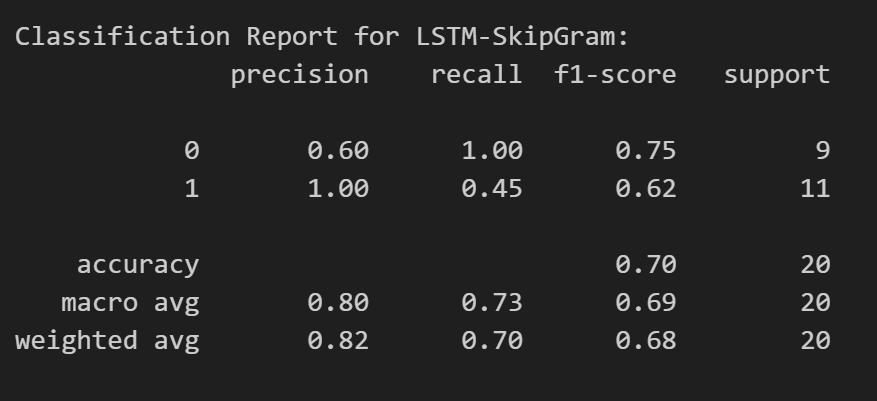 Classification Report for LSTM-SkipGram:
precision recall f1-score support
0 0.60 1.00 0.75 9
1 1.00 0.45 0.62 11
accuracy 0.70 20
macro avg 0.80 0.73 0.69 20
weighted avg 0.82 0.70 0.68 20